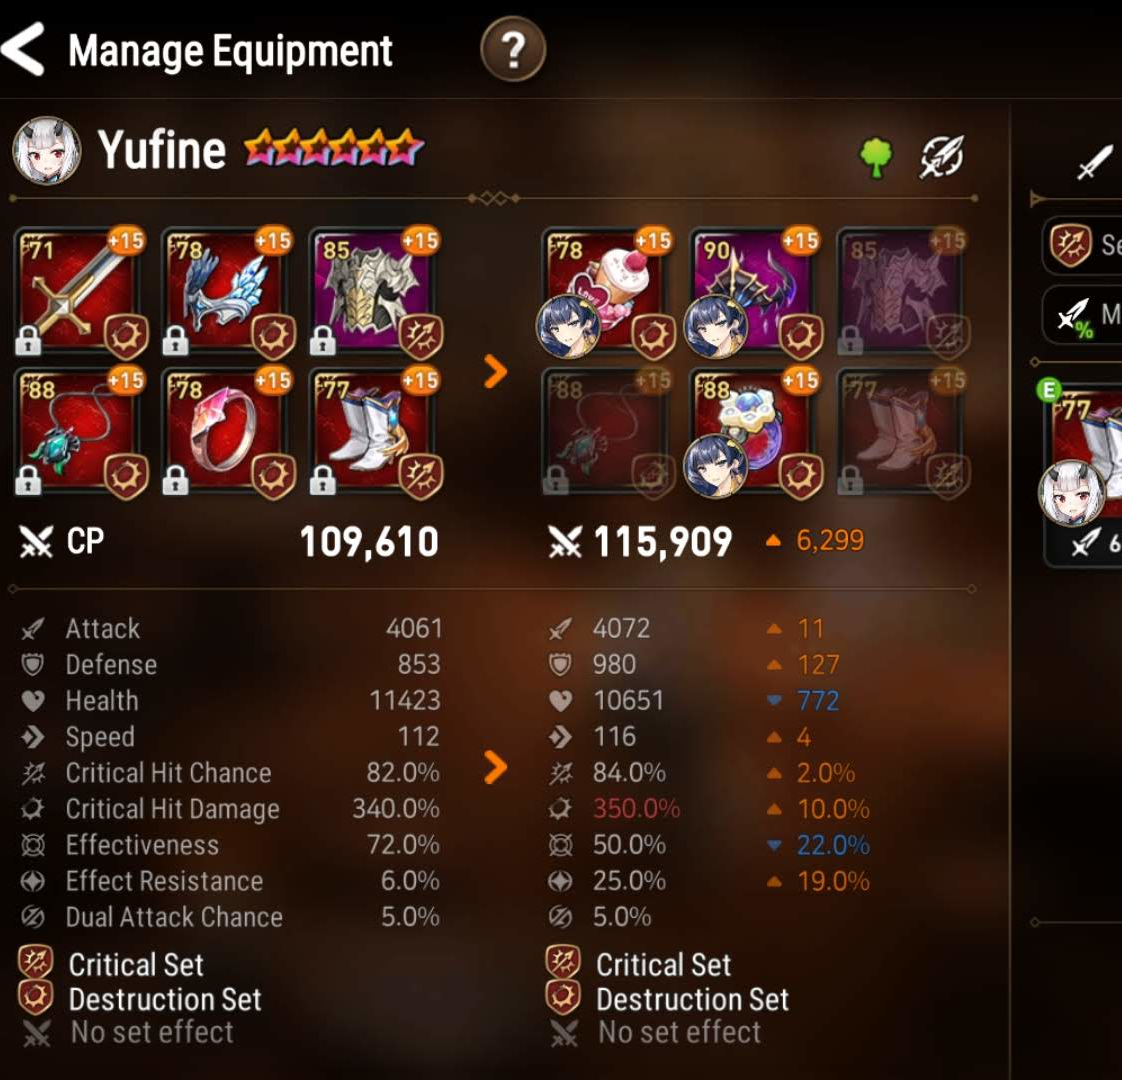 Manage Equipment ?
Yufine
71 +15 78 +15 85 +15 78 +15 90 +15 85 +15
88 +15 78 +15 77 +15 88 +15 88 +15 77 +15
E
77
CP 109,610 115,909 6,299
6
Attack 4061 4072 11
Defense 853 980 127
Health 11423 10651 772
Speed 112 116 4
Critical Hit Chance 82.0% 84.0% 2.0%
Critical Hit Damage 340.0% 350.0% 10.0%
Effectiveness 72.0% 50.0% 22.0%
Effect Resistance 6.0% 25.0% 19.0%
Dual Attack Chance 5.0% 5.0%
Critical Set Critical Set
Destruction Set Destruction Set
No set effect No set effect